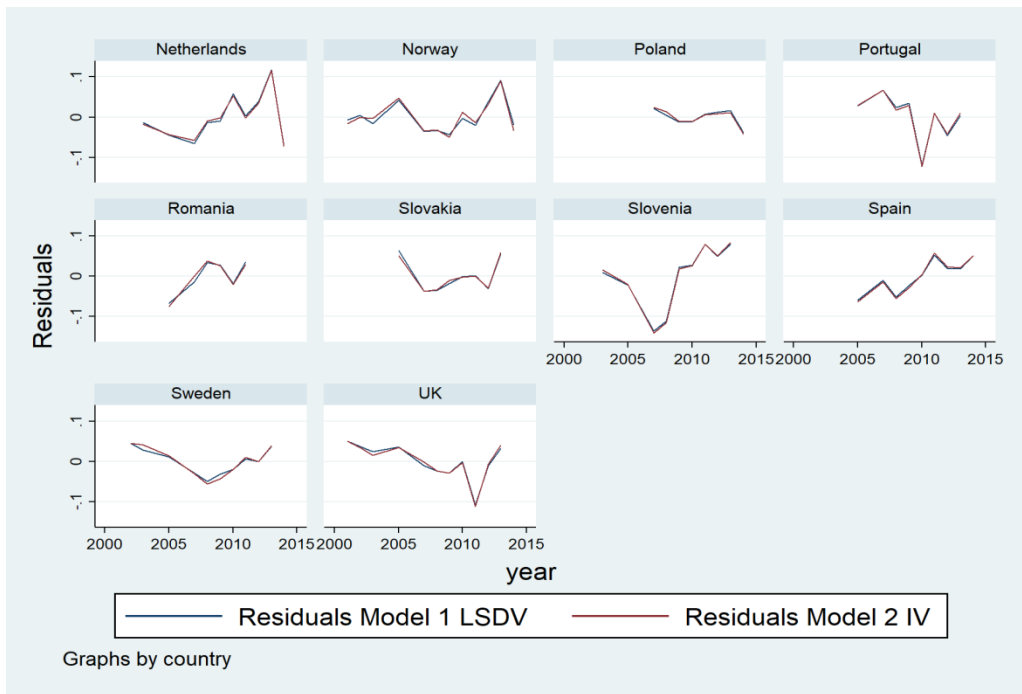 Netherlands Norway Poland Portugal
.1
0
-.1
Romania Slovakia Slovenia Spain
.1
0
-.1
Residuals
2000 2005 2010 2015 2000 2005 2010 2015
Sweden UK
.1
0
-.1
2000 2005 2010 2015 2000 2005 2010 2015
year
Residuals Model 1 LSDV Residuals Model 2 IV
Graphs by country